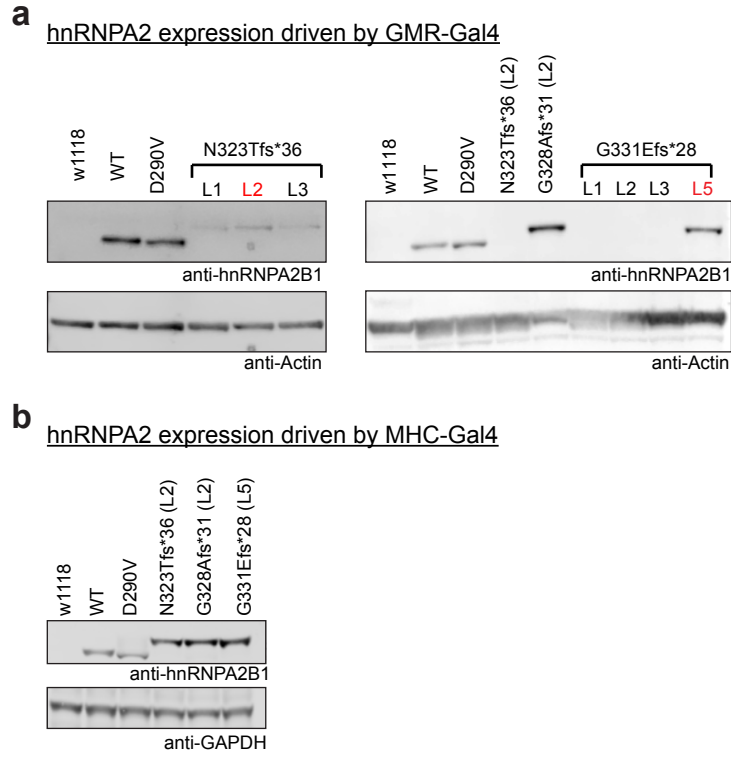 a
hnRNPA2 expression driven by GMR-Gal4
w1118
WT
D290V
N323Tfs*36
L1 L2 L3
anti-hnRNPA2B1
anti-Actin
w1118
WT
D290V
N323Tfs*36 (L2)
G328Afs*31 (L2)
G331Efs*28
L1 L2 L3 L5
anti-hnRNPA2B1
anti-Actin
b
hnRNPA2 expression driven by MHC-Gal4
w1118
WT
D290V
N323Tfs*36 (L2)
G328Afs*31 (L2)
G331Efs*28 (L5)
anti-hnRNPA2B1
anti-GAPDH